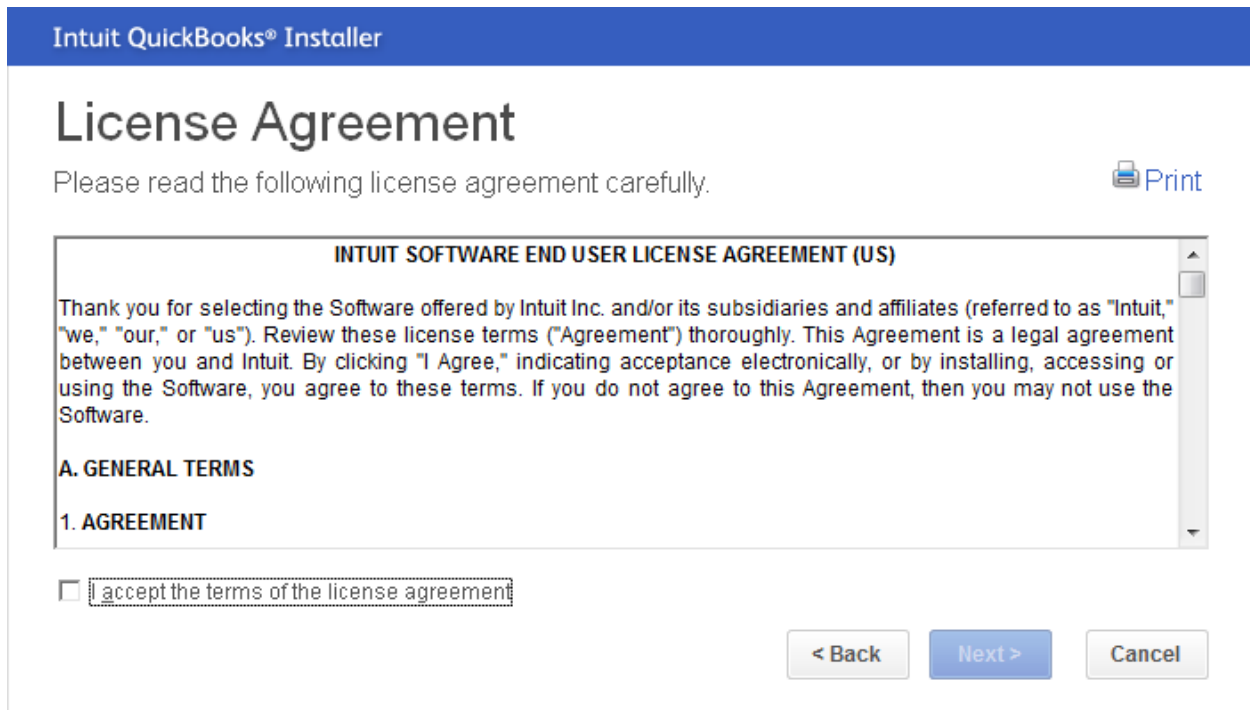 Intuit QuickBooks® Installer
License Agreement
Please read the following license agreement carefully.
Print
INTUIT SOFTWARE END USER LICENSE AGREEMENT (US)
Thank you for selecting the Software offered by Intuit Inc. and/or its subsidiaries and affiliates (referred to as "Intuit,"
"we," "our," or "us"). Review these license terms ("Agreement") thoroughly. This Agreement is a legal agreement
between you and Intuit. By clicking "I Agree," indicating acceptance electronically, or by installing, accessing or
using the Software, you agree to these terms. If you do not agree to this Agreement, then you may not use the
Software.
A. GENERAL TERMS
1. AGREEMENT
I accept the terms of the license agreement
< Back
Next >
Cancel